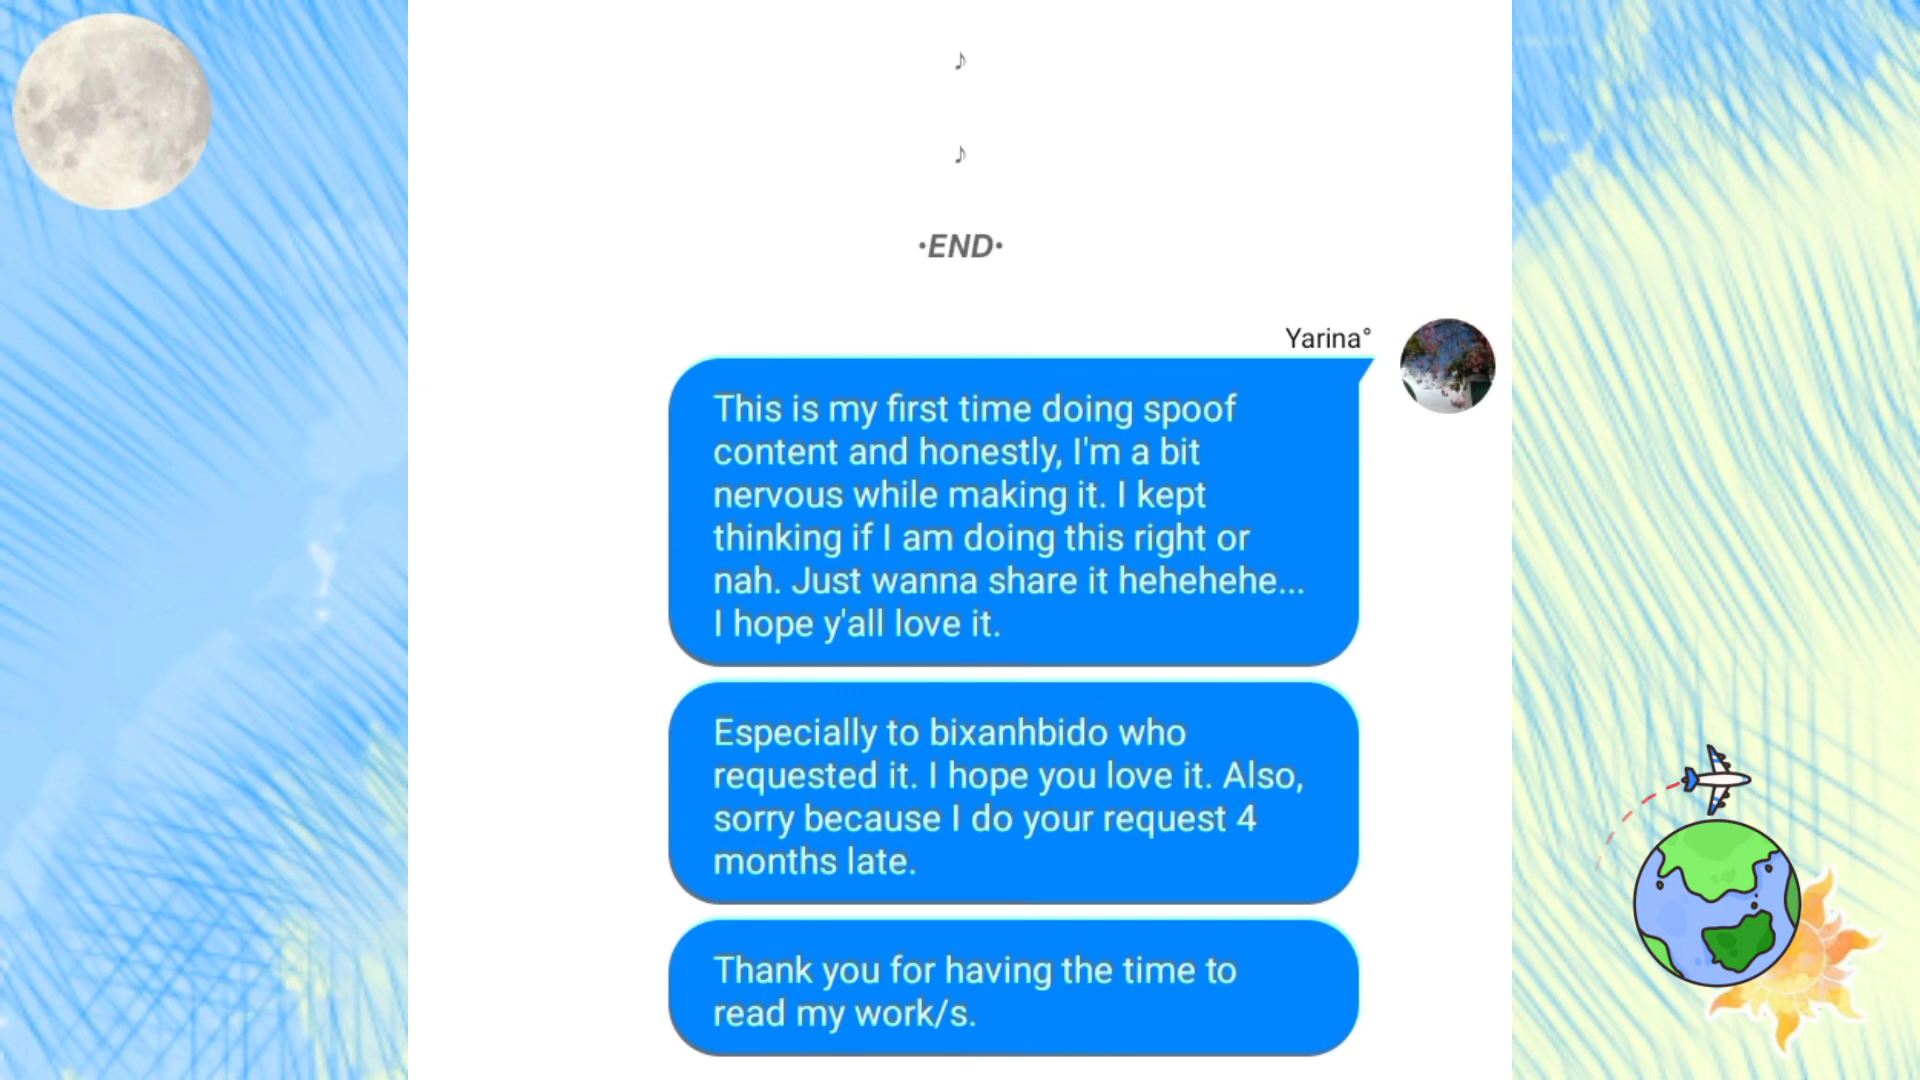 ♪
♪
•END•
Yarina°
This is my first time doing spoof
content and honestly, I'm a bit
nervous while making it. I kept
thinking if I am doing this right or
nah. Just wanna share it hehehehe...
I hope y'all love it.
Especially to bixanhbido who
requested it. I hope you love it. Also,
sorry because I do your request 4
months late.
Thank you for having the time to
read my work/s.